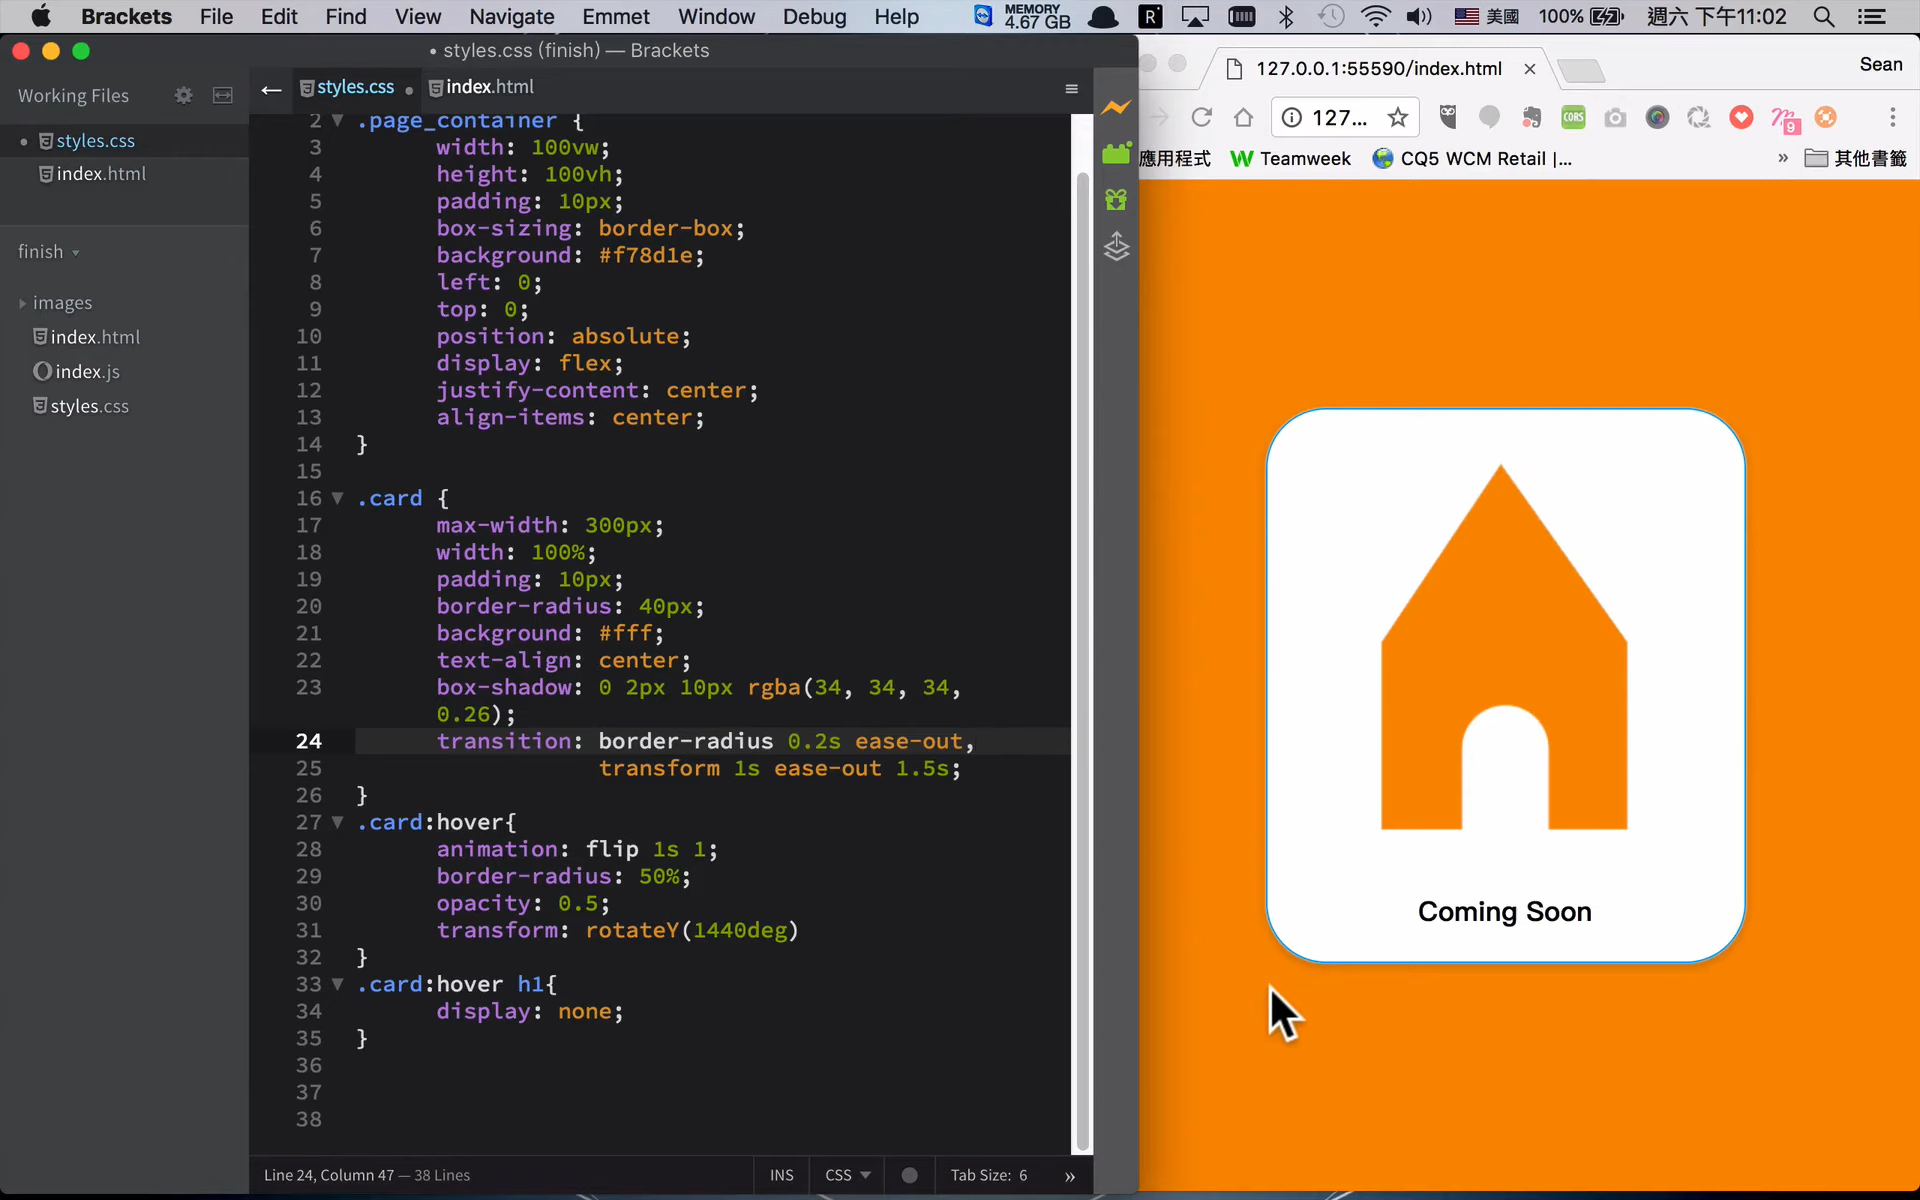 Brackets File Edit Find View Navigate Emmet Window Debug Help MEMORY 4.67 GB R 美國 100% 週六 下午11:02
• styles.css (finish) — Brackets
Working Files
• styles.css
index.html
finish
images
index.html
index.js
styles.css
styles.css • index.html
2 .page_container {
3 width: 100vw;
4 height: 100vh;
5 padding: 10px;
6 box-sizing: border-box;
7 background: #f78d1e;
8 left: 0;
9 top: 0;
10 position: absolute;
11 display: flex;
12 justify-content: center;
13 align-items: center;
14 }
15
16 .card {
17 max-width: 300px;
18 width: 100%;
19 padding: 10px;
20 border-radius: 40px;
21 background: #fff;
22 text-align: center;
23 box-shadow: 0 2px 10px rgba(34, 34, 34,
0.26);
24 transition: border-radius 0.2s ease-out,
25 transform 1s ease-out 1.5s;
26 }
27 .card:hover{
28 animation: flip 1s 1;
29 border-radius: 50%;
30 opacity: 0.5;
31 transform: rotateY(1440deg)
32 }
33 .card:hover h1{
34 display: none;
35 }
36
37
38
Line 24, Column 47 — 38 Lines INS CSS Tab Size: 6 »
127.0.0.1:55590/index.html Sean
127... CORS 9
應用程式 Teamweek CQ5 WCM Retail |... » 其他書籤
Coming Soon